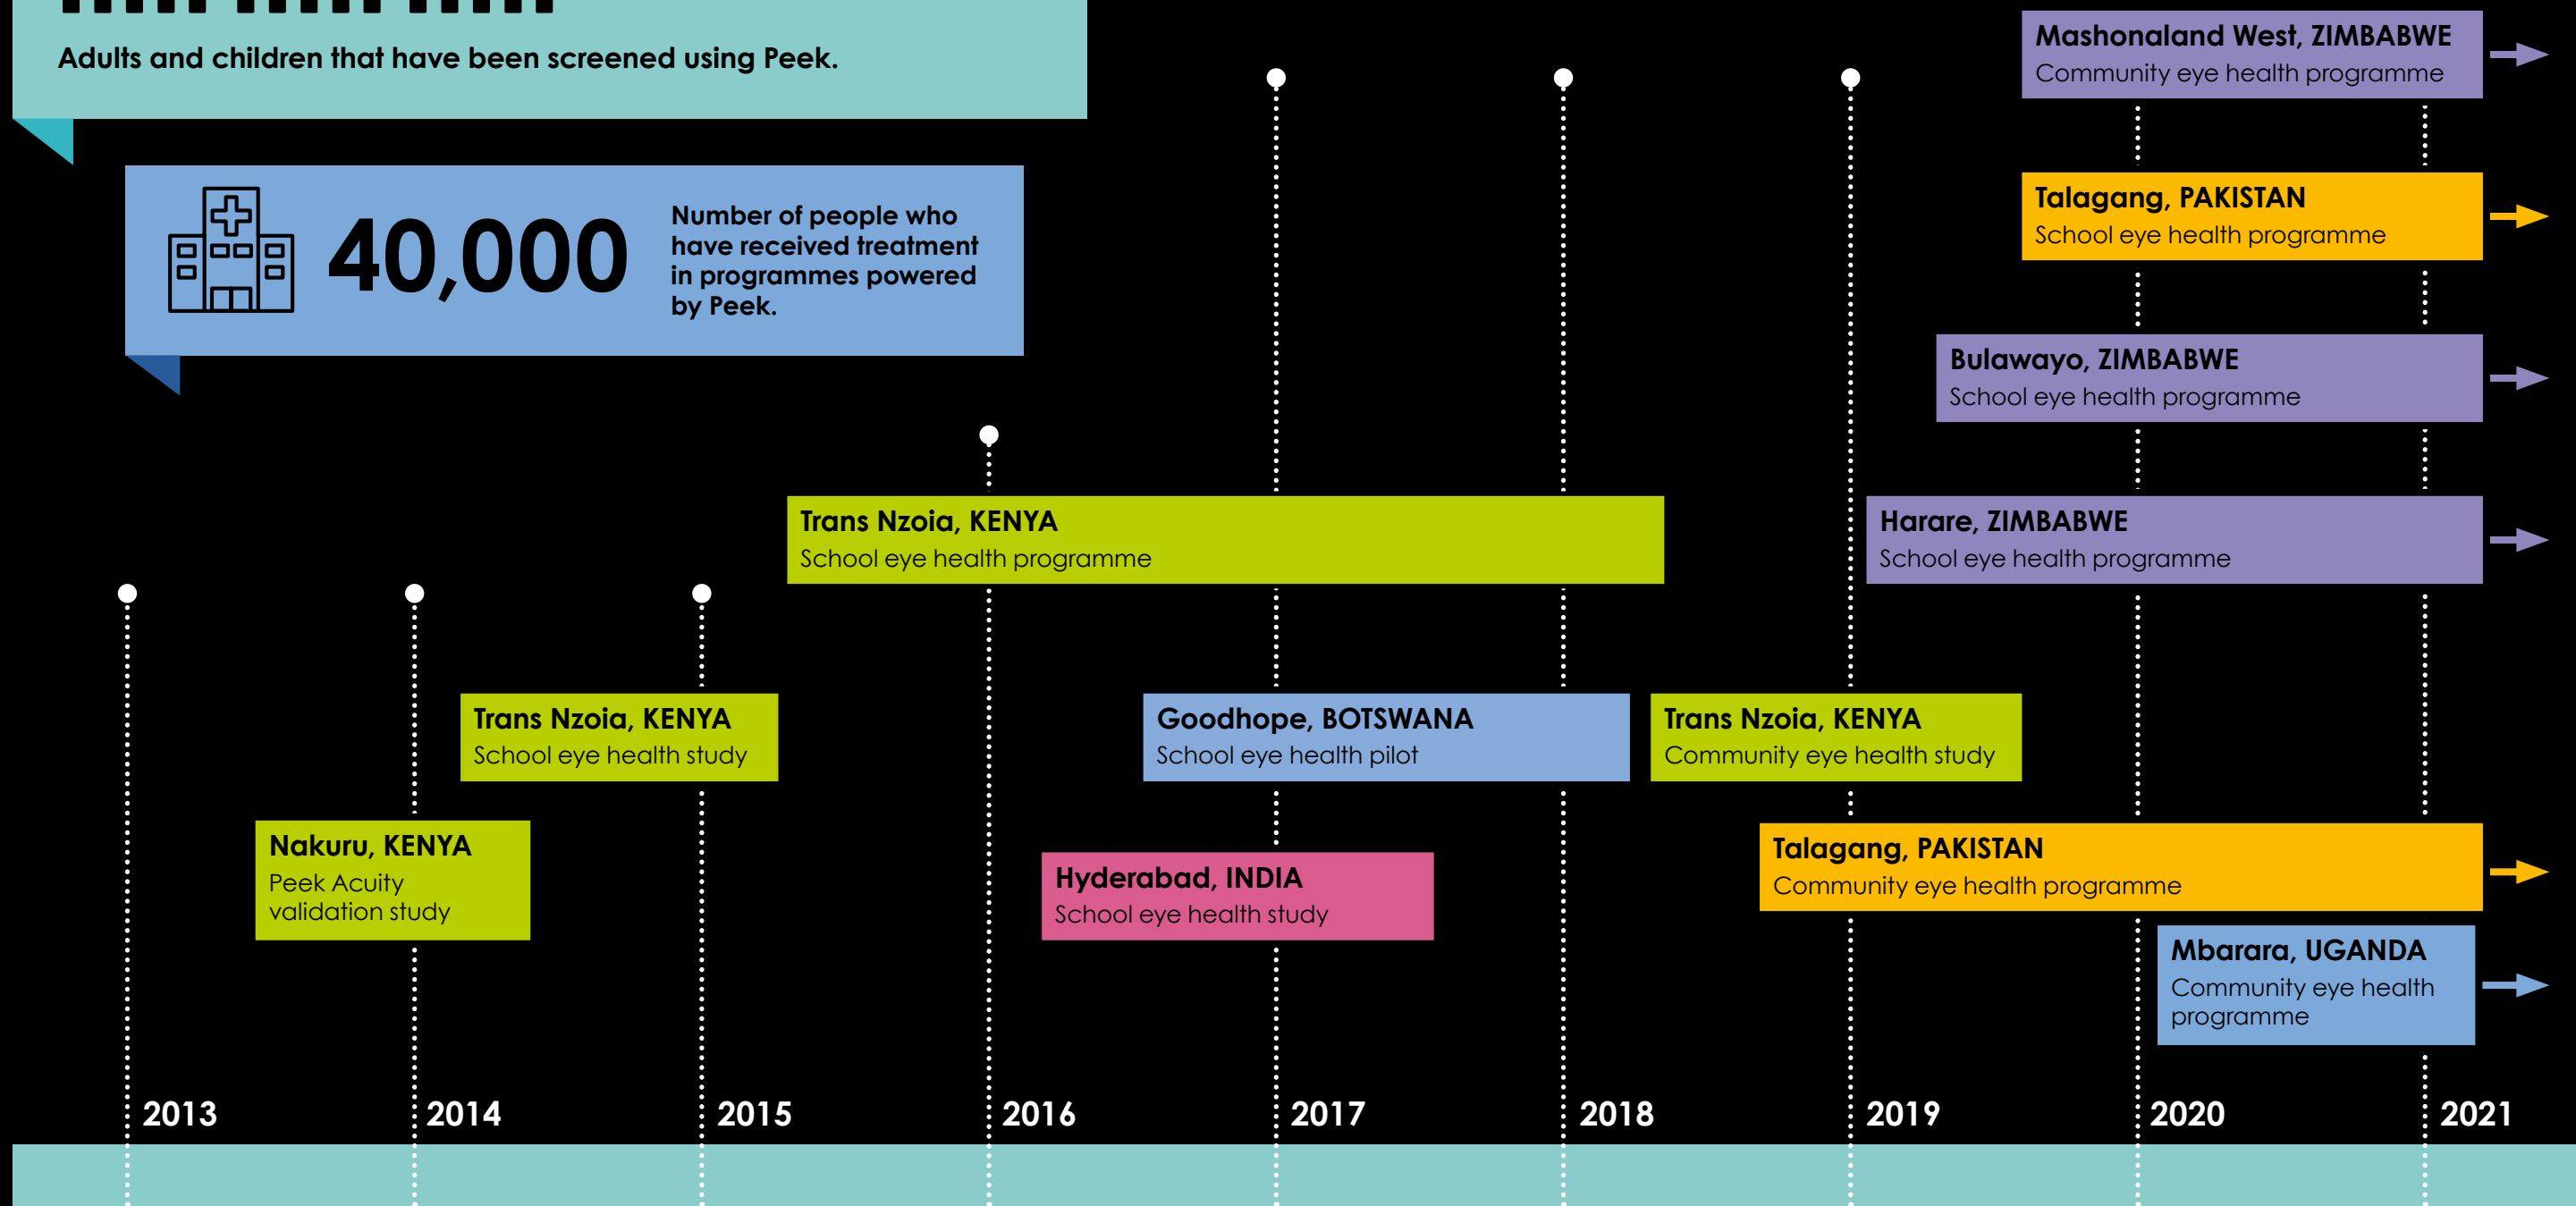 Adults and children that have been screened using Peek.
40,000
Number of people who
have received treatment
in programmes powered
by Peek.
Mashonaland West, ZIMBABWE
Community eye health programme
Talagang, PAKISTAN
School eye health programme
Bulawayo, ZIMBABWE
School eye health programme
Trans Nzoia, KENYA
School eye health programme
Harare, ZIMBABWE
School eye health programme
Trans Nzoia, KENYA
School eye health study
Goodhope, BOTSWANA
School eye health pilot
Trans Nzoia, KENYA
Community eye health study
Nakuru, KENYA
Peek Acuity
validation study
Hyderabad, INDIA
School eye health study
Talagang, PAKISTAN
Community eye health programme
Mbarara, UGANDA
Community eye health
programme
2013
2014
2015
2016
2017
2018
2019
2020
2021